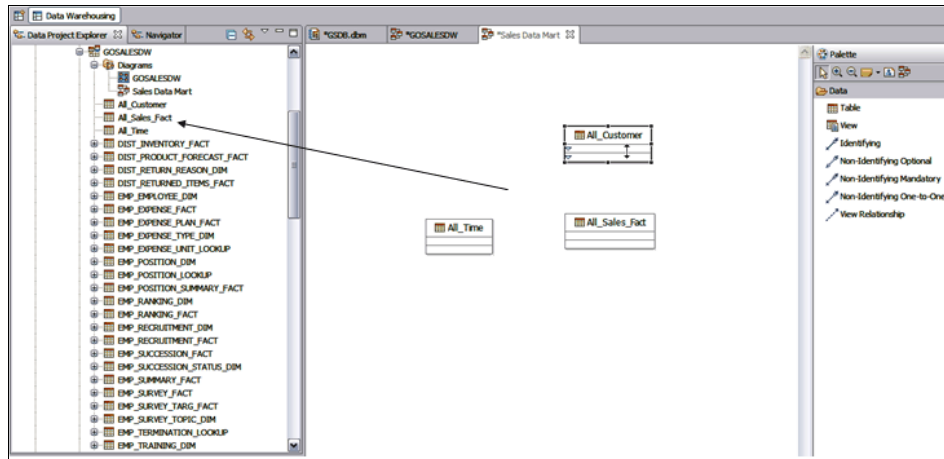 Data Warehousing
Data Project Explorer
Navigator
*GSDB.dbm
*GOSALESDW
*Sales Data Mart
GOSALESDW
Diagrams
GOSALESDW
Sales Data Mart
All_Customer
All_Sales_Fact
All_Time
DIST_INVENTORY_FACT
DIST_PRODUCT_FORECAST_FACT
DIST_RETURN_REASON_DIM
DIST_RETURNED_ITEMS_FACT
EMP_EMPLOYEE_DIM
EMP_EXPENSE_FACT
EMP_EXPENSE_PLAN_FACT
EMP_EXPENSE_TYPE_DIM
EMP_EXPENSE_UNIT_LOOKUP
EMP_POSITION_DIM
EMP_POSITION_LOOKUP
EMP_POSITION_SUMMARY_FACT
EMP_RANKING_DIM
EMP_RANKING_FACT
EMP_RECRUITMENT_DIM
EMP_RECRUITMENT_FACT
EMP_SUCCESSION_FACT
EMP_SUCCESSION_STATUS_DIM
EMP_SUMMARY_FACT
EMP_SURVEY_FACT
EMP_SURVEY_TARG_FACT
EMP_SURVEY_TOPIC_DIM
EMP_TERMINATION_LOOKUP
EMP_TRAINING_DIM
All_Customer
All_Time
All_Sales_Fact
Palette
Data
Table
View
Identifying
Non-Identifying Optional
Non-Identifying Mandatory
Non-Identifying One-to-One
View Relationship